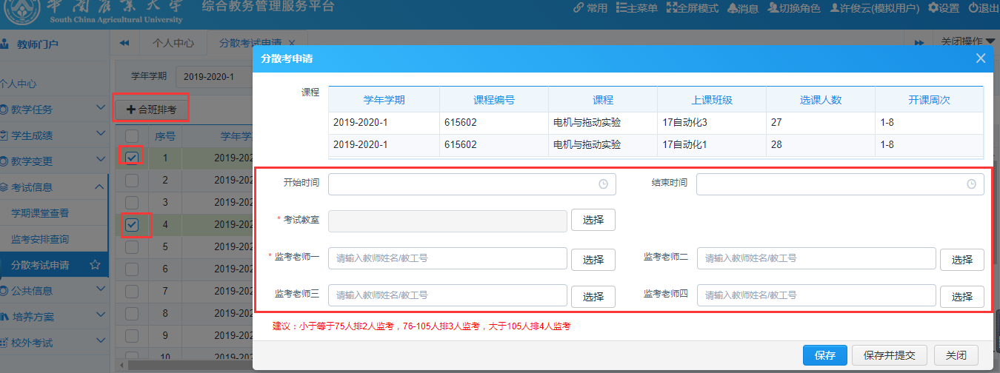 華南農業大学 综合教务管理服务平台
South China Agricultural University
常用 主菜单 全屏模式 消息 切换角色 许俊云(模拟用户) 设置 退出
教师门户
个人中心 分散考试申请 × 关闭操作
个人中心
教学任务
学生成绩
教学变更
考试信息
学期课堂查看
监考安排查询
分散考试申请
公共信息
培养方案
校外考试
学年学期 2019-2020-1
合班排考
序号 学年学
1 2019-202
2 2019-202
3 2019-202
4 2019-202
5 2019-202
6 2019-202
7 2019-202
8 2019-202
9 2019-202
10 2019-202
分散考申请
课程
学年学期 课程编号 课程 上课班级 选课人数 开课周次
2019-2020-1 615602 电机与拖动实验 17自动化3 27 1-8
2019-2020-1 615602 电机与拖动实验 17自动化1 28 1-8
开始时间 结束时间
* 考试教室 选择
* 监考老师一 请输入教师姓名/教工号 选择 监考老师二 请输入教师姓名/教工号 选择
监考老师三 请输入教师姓名/教工号 选择 监考老师四 请输入教师姓名/教工号 选择
建议：小于等于75人排2人监考，76-105人排3人监考，大于105人排4人监考
保存 保存并提交 关闭